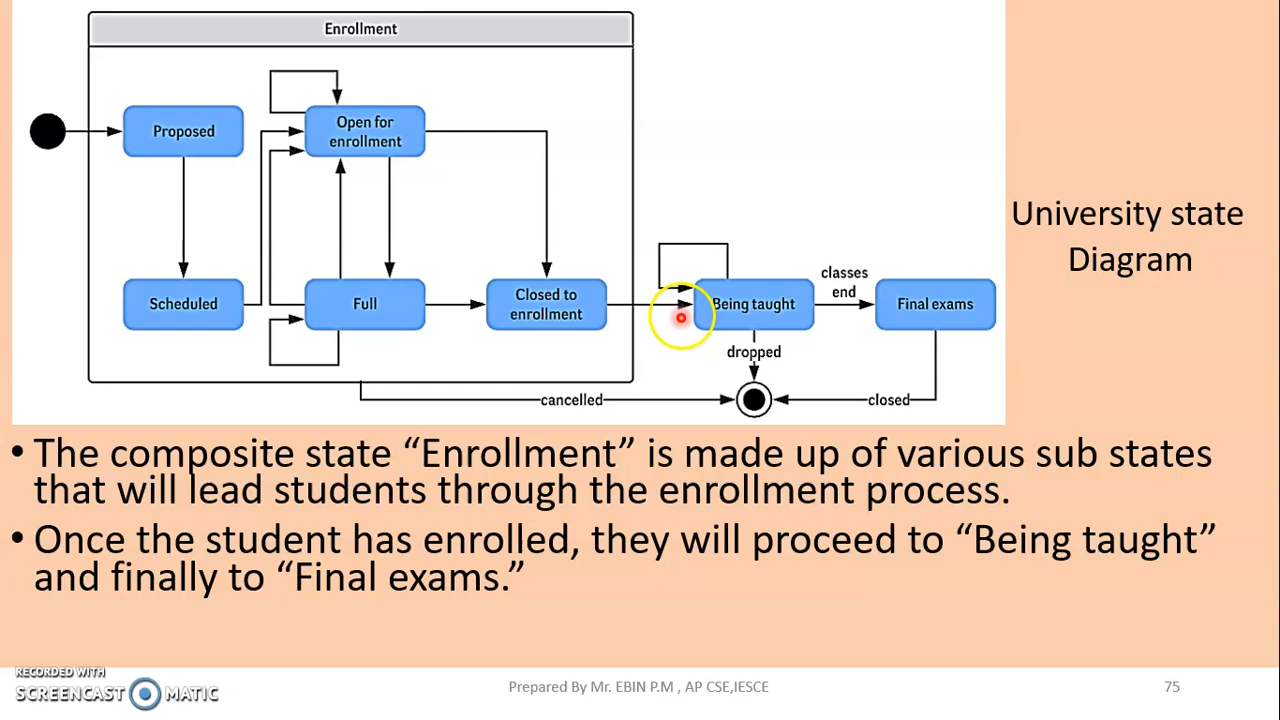 Enrollment
Proposed
Open for
enrollment
University state
Diagram
Scheduled
Full
Closed to
enrollment
Being taught
classes
end
Final exams
dropped
cancelled
closed
• The composite state “Enrollment” is made up of various sub states
that will lead students through the enrollment process.
• Once the student has enrolled, they will proceed to “Being taught”
and finally to “Final exams.”
RECORDED WITH
SCREENCAST MATIC
Prepared By Mr. EBIN P.M , AP CSE,IESCE
75